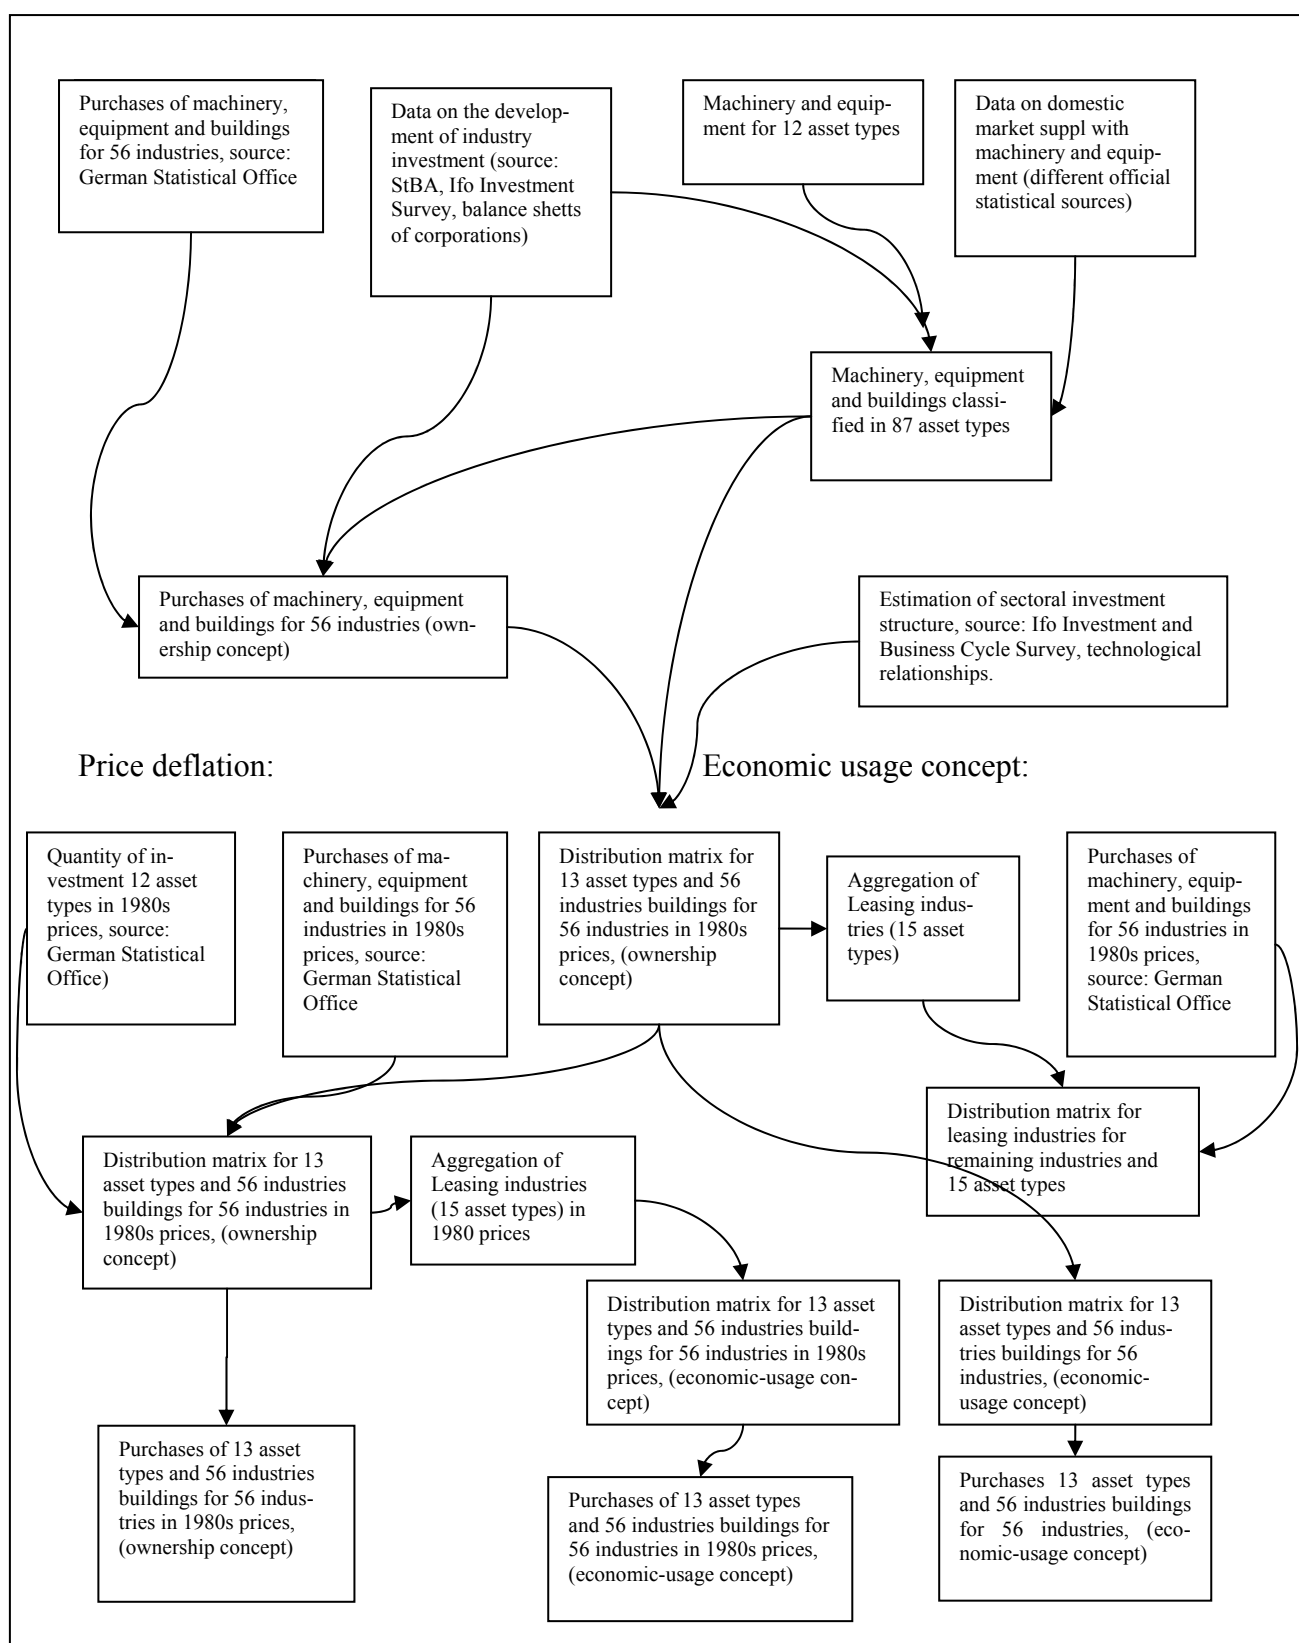 Purchases of machinery,
equipment and buildings
for 56 industries, source:
German Statistical Office
Data on the develop-
ment of industry
investment (source:
StBA, Ifo Investment
Survey, balance shetts
of corporations)
Machinery and equip-
ment for 12 asset types
Data on domestic
market suppl with
machinery and equip-
ment (different official
statistical sources)
Machinery, equipment
and buildings classi-
fied in 87 asset types
Purchases of machinery, equipment
and buildings for 56 industries (own-
ership concept)
Estimation of sectoral investment
structure, source: Ifo Investment and
Business Cycle Survey, technological
relationships.
Price deflation:
Economic usage concept:
Quantity of in-
vestment 12 asset
types in 1980s
prices, source:
German Statistical
Office)
Purchases of ma-
chinery, equipment
and buildings for 56
industries in 1980s
prices, source:
German Statistical
Office
Distribution matrix for
13 asset types and 56
industries buildings for
56 industries in 1980s
prices, (ownership
concept)
Aggregation of
Leasing indus-
tries (15 asset
types)
Purchases of
machinery, equip-
ment and buildings
for 56 industries in
1980s prices,
source: German
Statistical Office
Distribution matrix for
leasing industries for
remaining industries and
15 asset types
Distribution matrix for 13
asset types and 56 industries
buildings for 56 industries in
1980s prices, (ownership
concept)
Aggregation of
Leasing industries
(15 asset types) in
1980 prices
Distribution matrix for 13 asset
types and 56 industries build-
ings for 56 industries in 1980s
prices, (economic-usage con-
cept)
Distribution matrix for 13
asset types and 56 indus-
tries buildings for 56
industries, (economic-
usage concept)
Purchases of 13 asset
types and 56 industries
buildings for 56 indus-
tries in 1980s prices,
(ownership concept)
Purchases of 13 asset types
and 56 industries buildings for
56 industries in 1980s prices,
(economic-usage concept)
Purchases 13 asset types
and 56 industries buildings
for 56 industries, (eco-
nomic-usage concept)